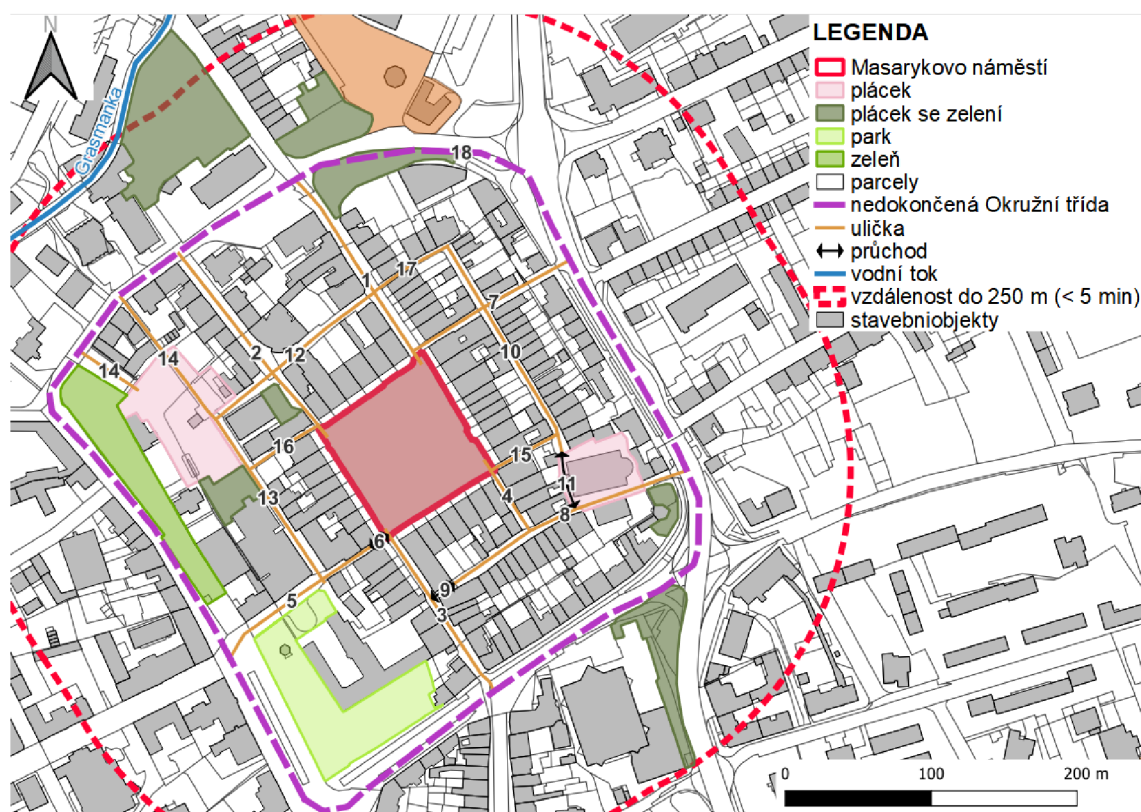 N
Grasmanka
LEGENDA
Masarykovo náměstí
plácek
plácek se zelení
park
zeleň
parcely
nedokončená Okružní třída
ulička
průchod
vodní tok
vzdálenost do 250 m (< 5 min)
stavebniobjekty
18
17
1
7
2
12
14
14
10
16
15
13
4
11
8
6
9
5
3
0 100 200 m